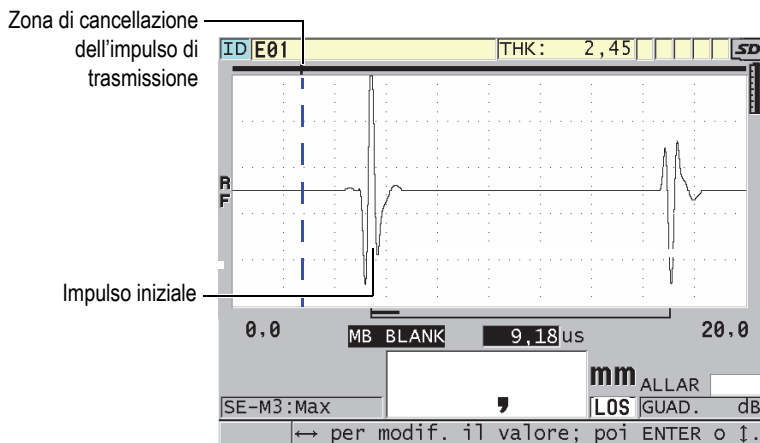 Zona di cancellazione
dell'impulso di
trasmissione
ID E01 THK: 2,45 SD
RF
Impulso iniziale
0,0 MB BLANK 9,18 us 20,0
mm ALLAR
SE-M3:Max , LOS GUAD. dB
↔ per modif. il valore; poi ENTER o ↕.